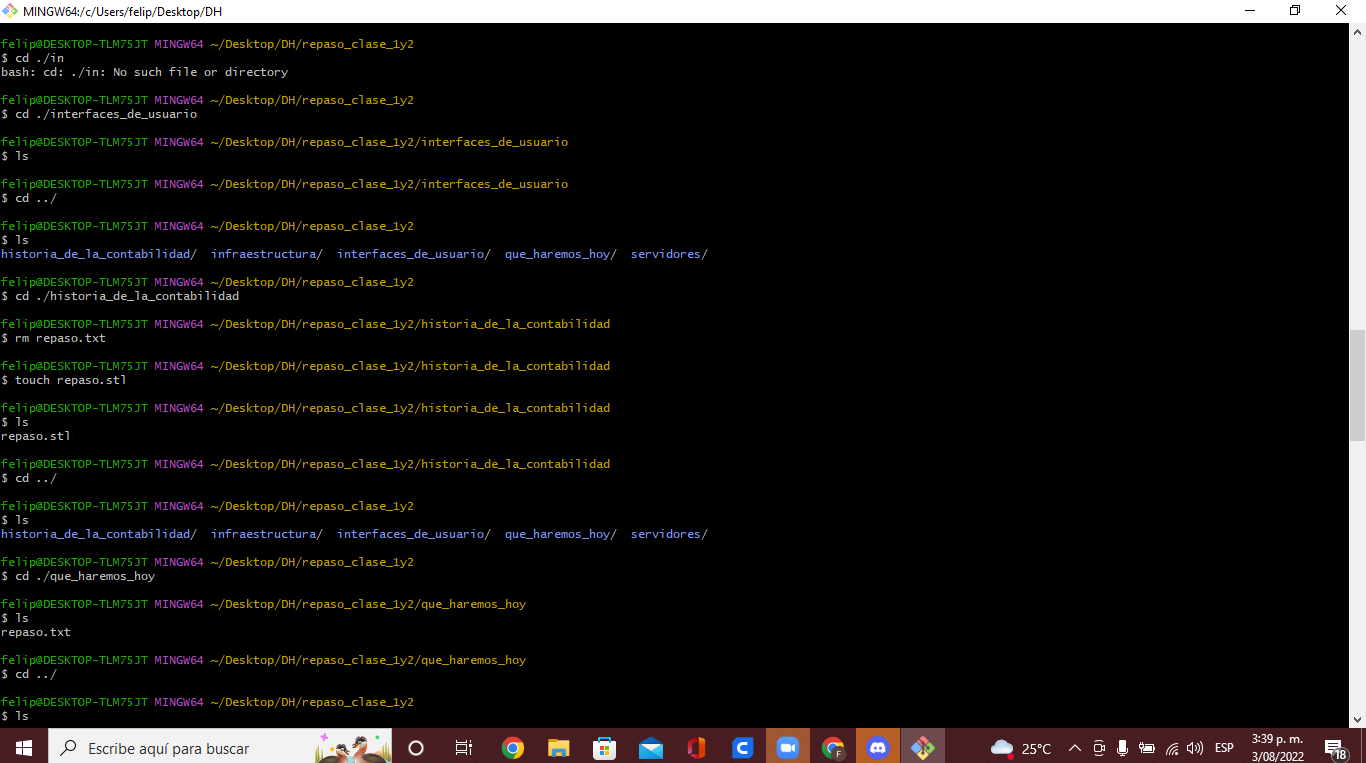 MINGW64:/c/Users/felip/Desktop/DH
felip@DESKTOP-TLM75JT MINGW64 ~/Desktop/DH/repaso_clase_1y2
$ cd ./in
bash: cd: ./in: No such file or directory
felip@DESKTOP-TLM75JT MINGW64 ~/Desktop/DH/repaso_clase_1y2
$ cd ./interfaces_de_usuario
felip@DESKTOP-TLM75JT MINGW64 ~/Desktop/DH/repaso_clase_1y2/interfaces_de_usuario
$ ls
felip@DESKTOP-TLM75JT MINGW64 ~/Desktop/DH/repaso_clase_1y2/interfaces_de_usuario
$ cd ../
felip@DESKTOP-TLM75JT MINGW64 ~/Desktop/DH/repaso_clase_1y2
$ ls
historia_de_la_contabilidad/  infraestructura/  interfaces_de_usuario/  que_haremos_hoy/  servidores/
felip@DESKTOP-TLM75JT MINGW64 ~/Desktop/DH/repaso_clase_1y2
$ cd ./historia_de_la_contabilidad
felip@DESKTOP-TLM75JT MINGW64 ~/Desktop/DH/repaso_clase_1y2/historia_de_la_contabilidad
$ rm repaso.txt
felip@DESKTOP-TLM75JT MINGW64 ~/Desktop/DH/repaso_clase_1y2/historia_de_la_contabilidad
$ touch repaso.stl
felip@DESKTOP-TLM75JT MINGW64 ~/Desktop/DH/repaso_clase_1y2/historia_de_la_contabilidad
$ ls
repaso.stl
felip@DESKTOP-TLM75JT MINGW64 ~/Desktop/DH/repaso_clase_1y2/historia_de_la_contabilidad
$ cd ../
felip@DESKTOP-TLM75JT MINGW64 ~/Desktop/DH/repaso_clase_1y2
$ ls
historia_de_la_contabilidad/  infraestructura/  interfaces_de_usuario/  que_haremos_hoy/  servidores/
felip@DESKTOP-TLM75JT MINGW64 ~/Desktop/DH/repaso_clase_1y2
$ cd ./que_haremos_hoy
felip@DESKTOP-TLM75JT MINGW64 ~/Desktop/DH/repaso_clase_1y2/que_haremos_hoy
$ ls
repaso.txt
felip@DESKTOP-TLM75JT MINGW64 ~/Desktop/DH/repaso_clase_1y2/que_haremos_hoy
$ cd ../
felip@DESKTOP-TLM75JT MINGW64 ~/Desktop/DH/repaso_clase_1y2
$ ls
Escribe aquí para buscar
C
F
25°C
ESP
3:39 p. m.
3/08/2022
18